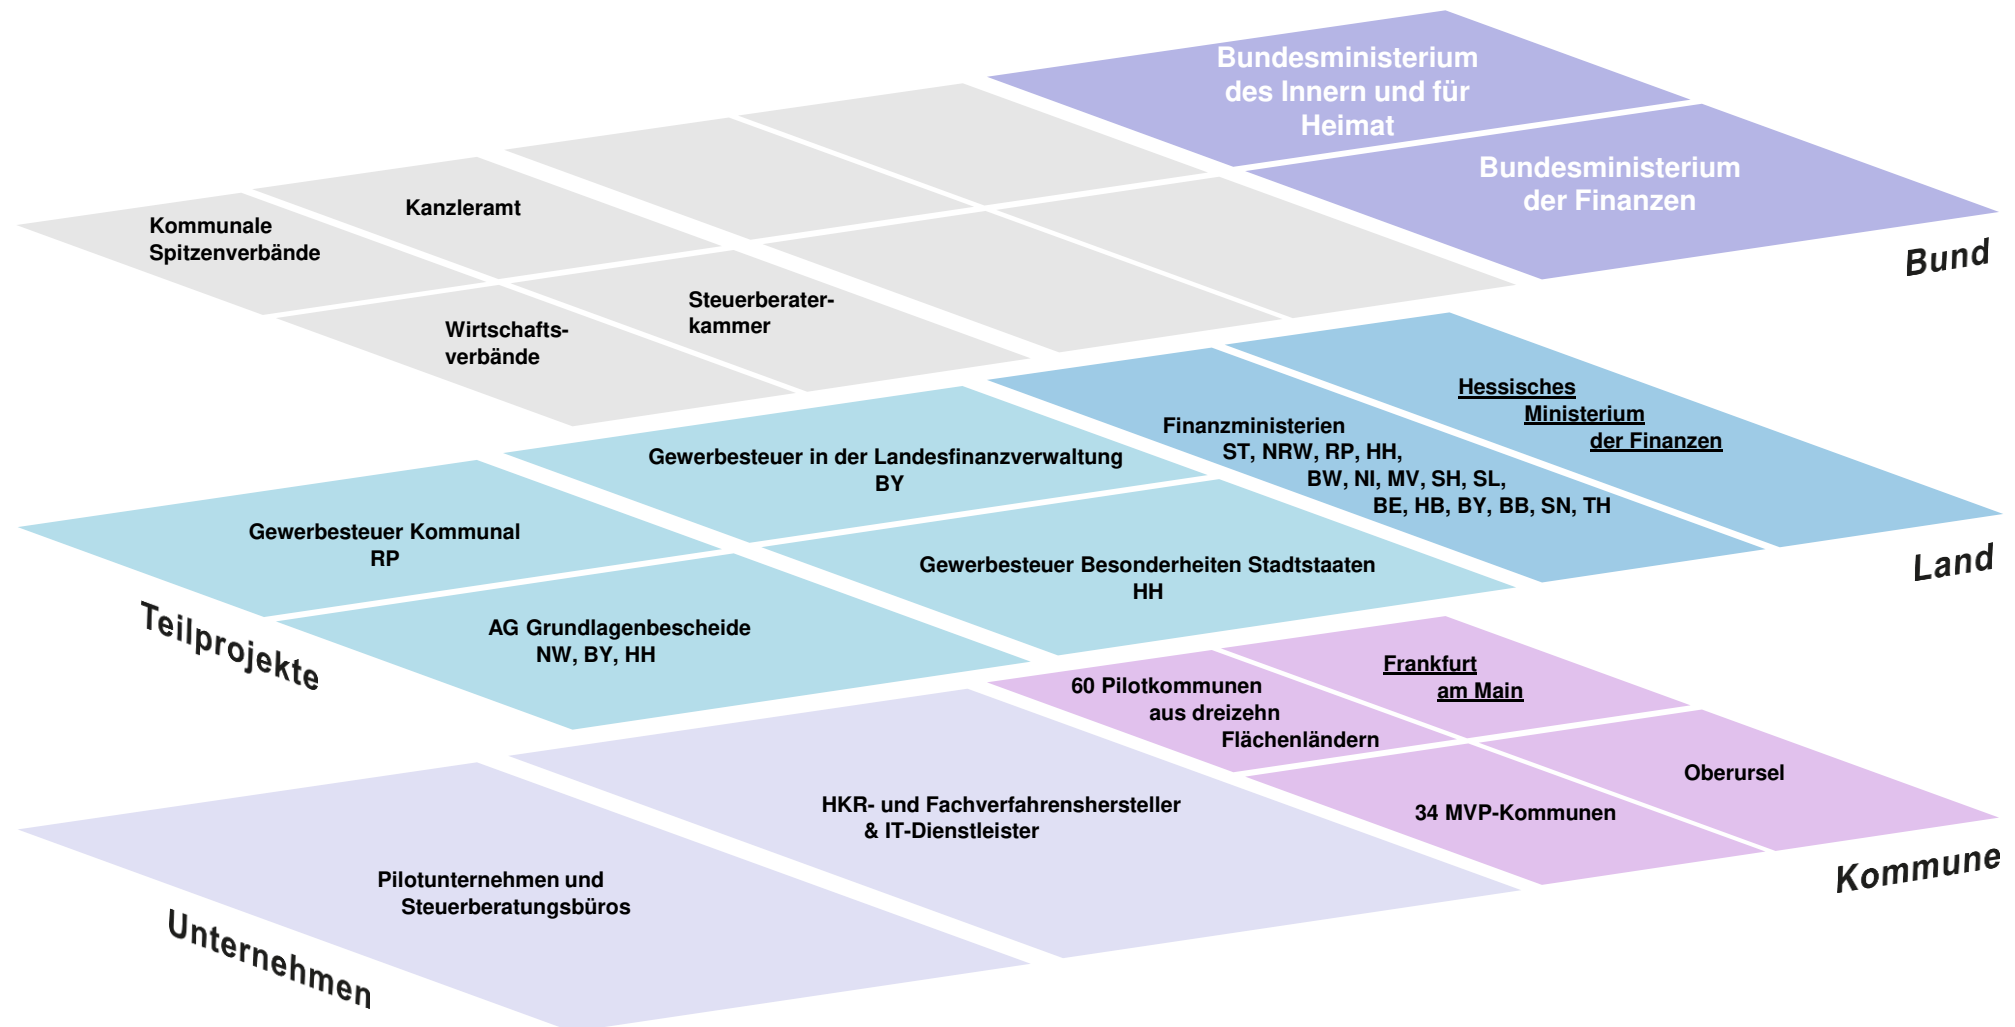 Bundesministerium
des Innern und für
Heimat
Bundesministerium
der Finanzen
Bund
Kommunale
Spitzenverbände
Kanzleramt
Wirtschafts-
verbände
Steuerberater-
kammer
Hessisches
Ministerium
der Finanzen
Finanzministerien
ST, NRW, RP, HH,
BW, NI, MV, SH, SL,
BE, HB, BY, BB, SN, TH
Land
Gewerbesteuer in der Landesfinanzverwaltung
BY
Gewerbesteuer Kommunal
RP
Gewerbesteuer Besonderheiten Stadtstaaten
HH
AG Grundlagenbescheide
NW, BY, HH
Teilprojekte
60 Pilotkommunen
aus dreizehn
Flächenländern
Frankfurt
am Main
Oberursel
34 MVP-Kommunen
Kommune
HKR- und Fachverfahrenshersteller
& IT-Dienstleister
Pilotunternehmen und
Steuerberatungsbüros
Unternehmen